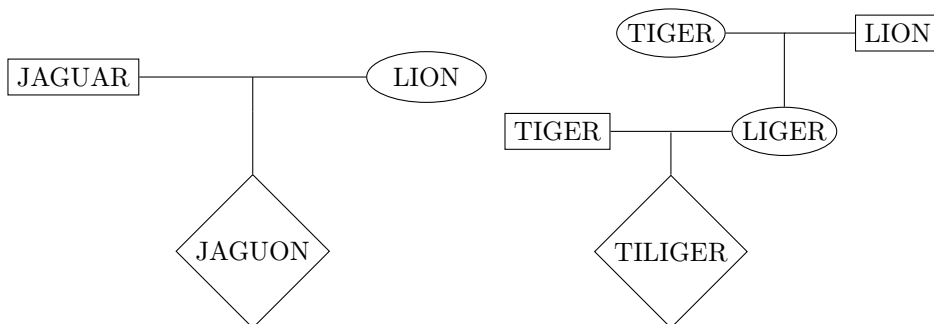 JAGUAR
LION
JAGUON
TIGER
LION
TIGER
LIGER
TILIGER